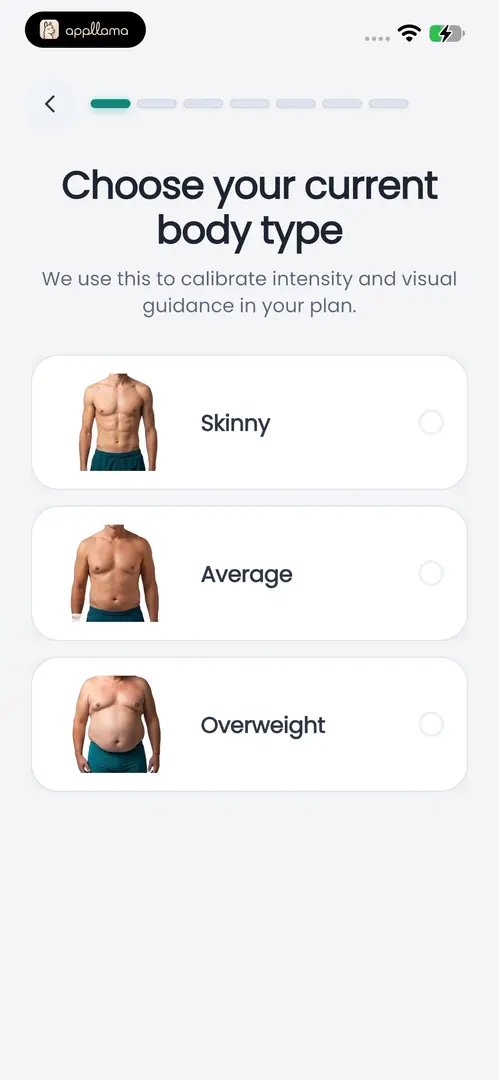 appllama
Choose your current
body type
We use this to calibrate intensity and visual
guidance in your plan.
Skinny
Average
Overweight